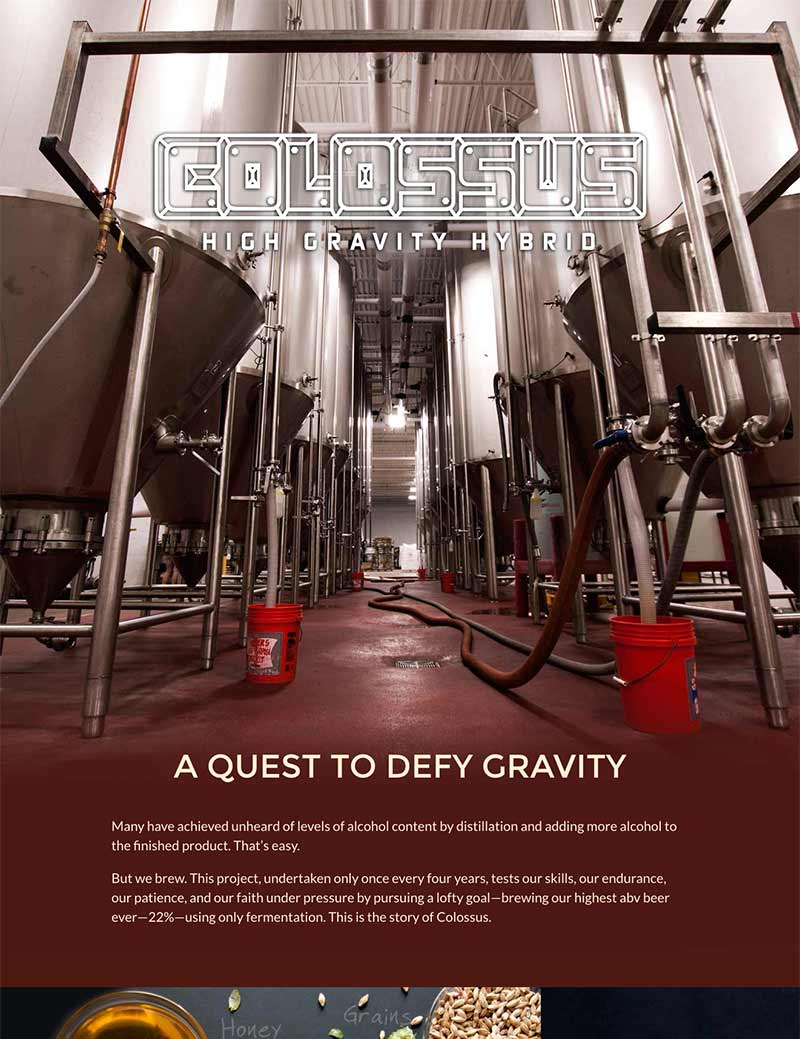 COLOSSUS
HIGH GRAVITY HYBRID
A QUEST TO DEFY GRAVITY
Many have achieved unheard of levels of alcohol content by distillation and adding more alcohol to
the finished product. That's easy.
But we brew. This project, undertaken only once every four years, tests our skills, our endurance,
our patience, and our faith under pressure by pursuing a lofty goal—brewing our highest abv beer
ever—22%—using only fermentation. This is the story of Colossus.
Honey
Grains